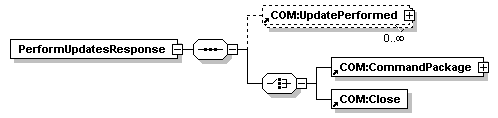 COM:UpdatePerformed
0..∞
PerformUpdatesResponse
COM:CommandPackage
COM:Close